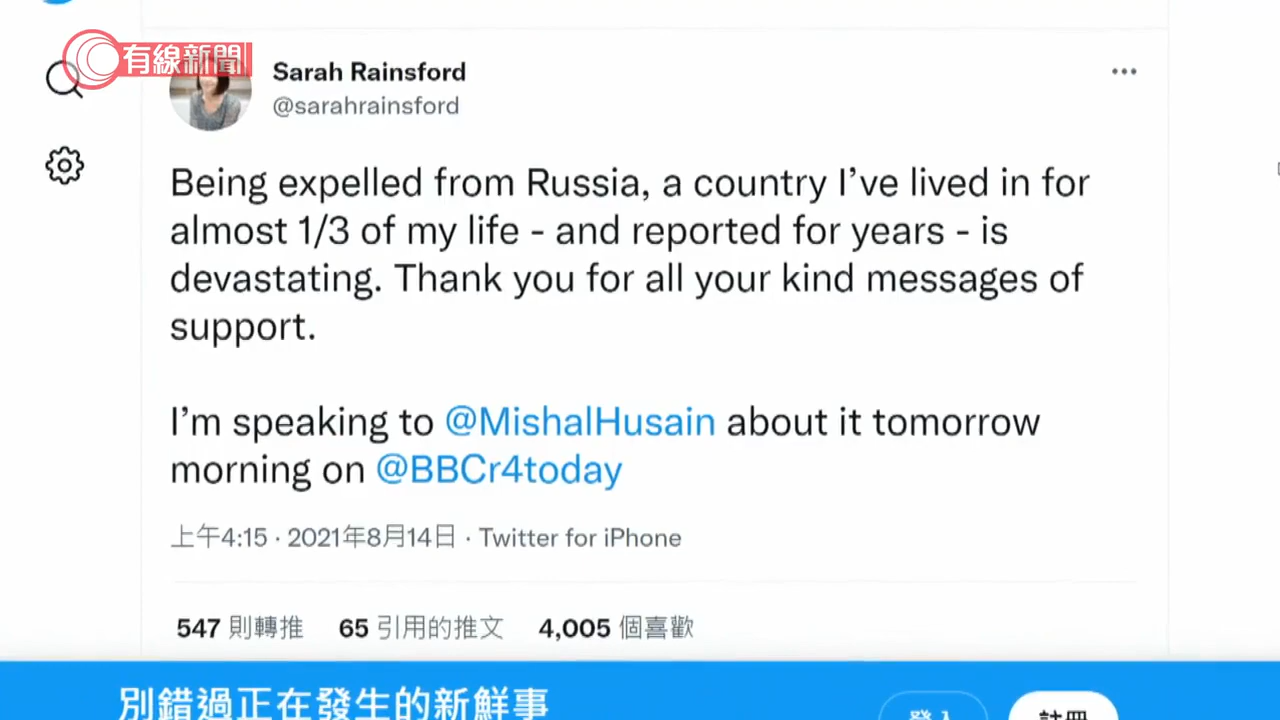 有線新聞
Sarah Rainsford
@sarahrainsford
Being expelled from Russia, a country I’ve lived in for
almost 1/3 of my life - and reported for years - is
devastating. Thank you for all your kind messages of
support.
I’m speaking to @MishalHusain about it tomorrow
morning on @BBCr4today
上午4:15 · 2021年8月14日 · Twitter for iPhone
547 則轉推 65 引用的推文 4,005 個喜歡
別錯過正在發生的新鮮事
登入 註冊